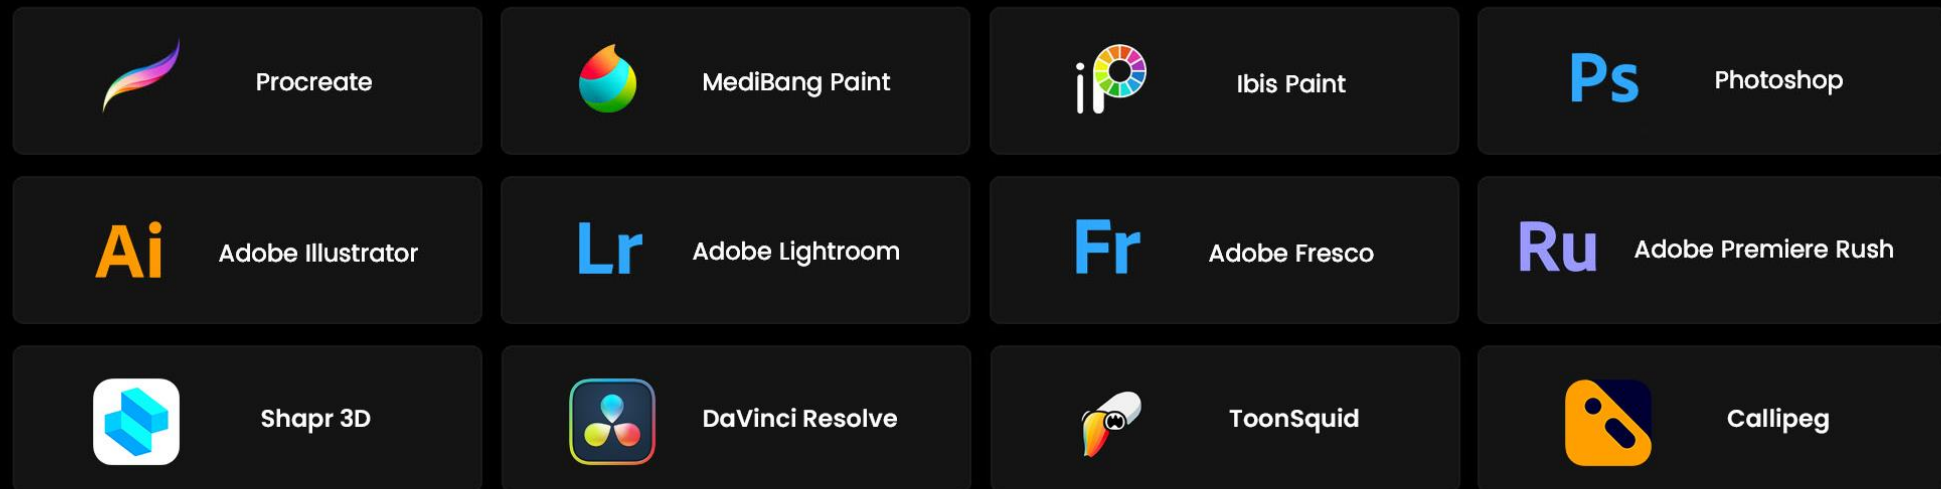 Procreate
MediBang Paint
iP
Ibis Paint
Ps
Photoshop
Ai
Adobe Illustrator
Lr
Adobe Lightroom
Fr
Adobe Fresco
Ru
Adobe Premiere Rush
Shapr 3D
DaVinci Resolve
ToonSquid
Callipeg